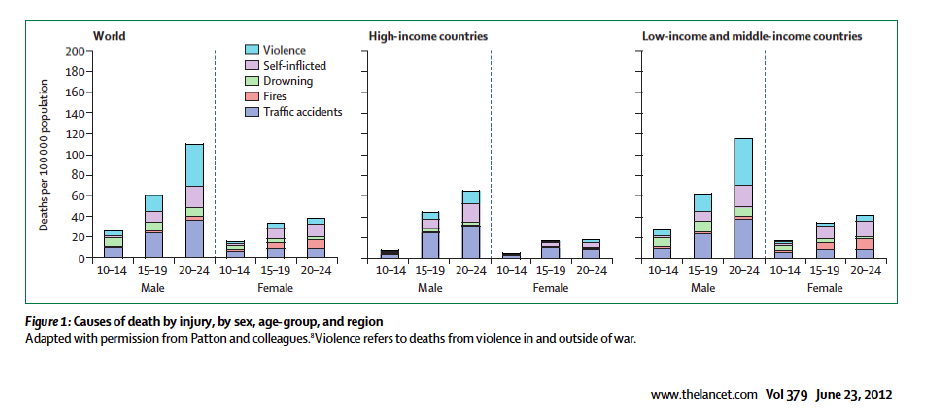 World
High-income countries
Low-income and middle-income countries
Deaths per 100 000 population
200
180
160
140
120
100
80
60
40
20
0
Violence
Self-inflicted
Drowning
Fires
Traffic accidents
10–14 15–19 20–24 10–14 15–19 20–24
Male Female
10–14 15–19 20–24 10–14 15–19 20–24
Male Female
10–14 15–19 20–24 10–14 15–19 20–24
Male Female
Figure 1: Causes of death by injury, by sex, age-group, and region
Adapted with permission from Patton and colleagues.⁸ Violence refers to deaths from violence in and outside of war.
www.thelancet.com Vol 379 June 23, 2012